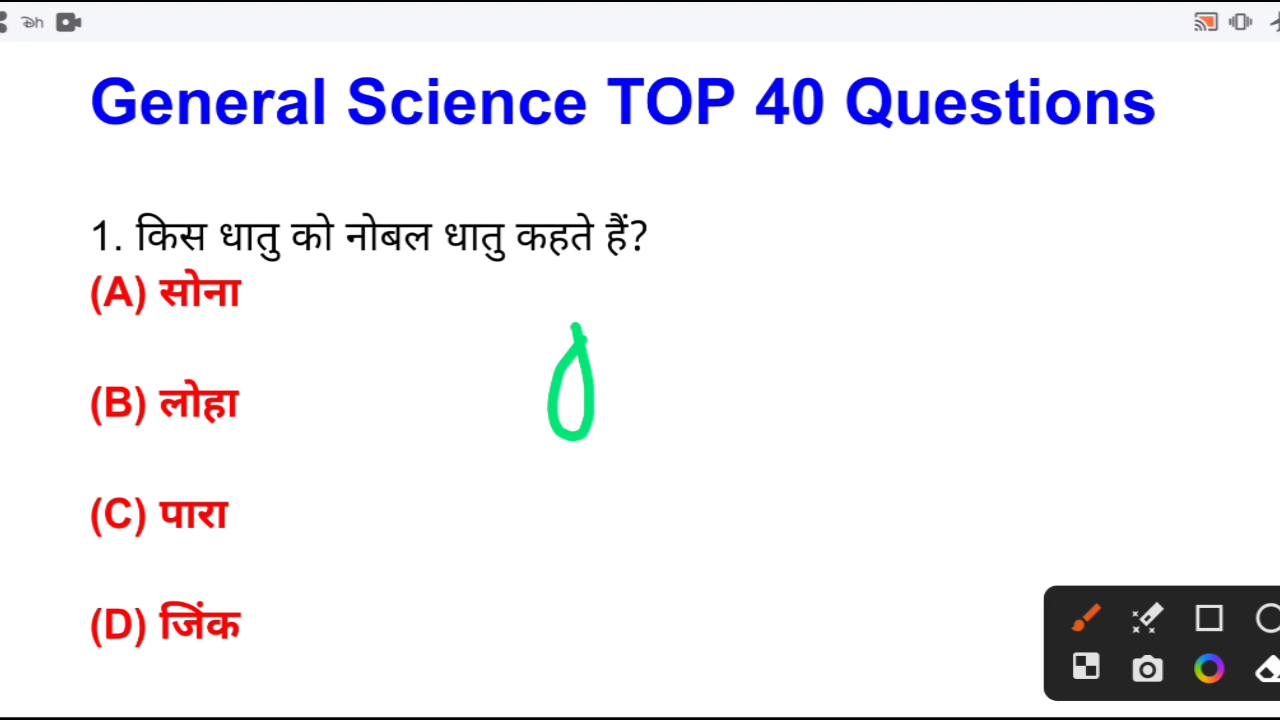 General Science TOP 40 Questions
1. किस धातु को नोबल धातु कहते हैं?
(A) सोना
(B) लोहा
(C) पारा
(D) जिंक